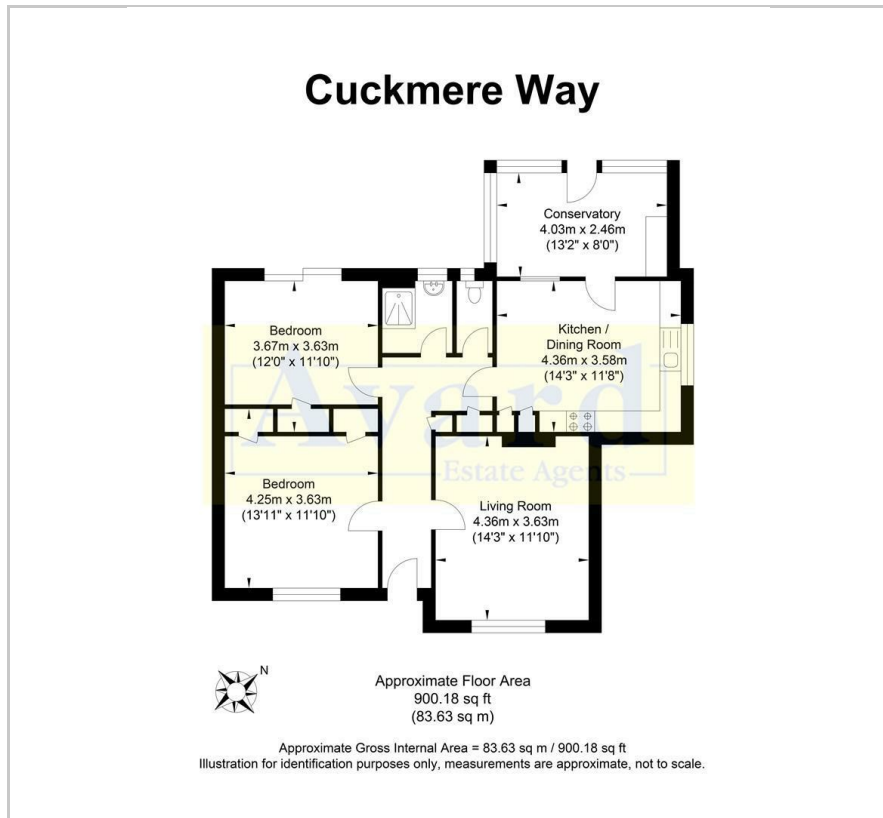 Cuckmere Way
Conservatory
4.03m x 2.46m
(13'2" x 8'0")
Bedroom
3.67m x 3.63m
(12'0" x 11'10")
Kitchen /
Dining Room
4.36m x 3.58m
(14'3" x 11'8")
Avard
Estate Agents
Bedroom
4.25m x 3.63m
(13'11" x 11'10")
Living Room
4.36m x 3.63m
(14'3" x 11'10")
N
Approximate Floor Area
900.18 sq ft
(83.63 sq m)
Approximate Gross Internal Area = 83.63 sq m / 900.18 sq ft
Illustration for identification purposes only, measurements are approximate, not to scale.